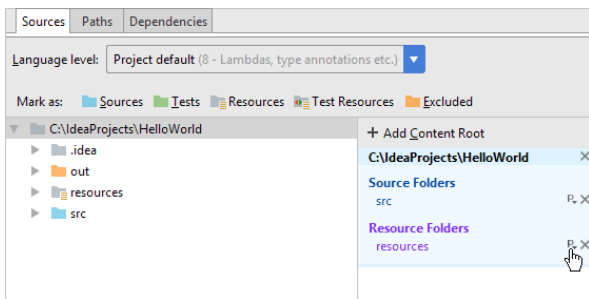 Sources Paths Dependencies
Language level: Project default (8 - Lambdas, type annotations etc.)
Mark as: Sources Tests Resources Test Resources Excluded
C:\IdeaProjects\HelloWorld
.idea
out
resources
src
+ Add Content Root
C:\IdeaProjects\HelloWorld
Source Folders
src
Resource Folders
resources